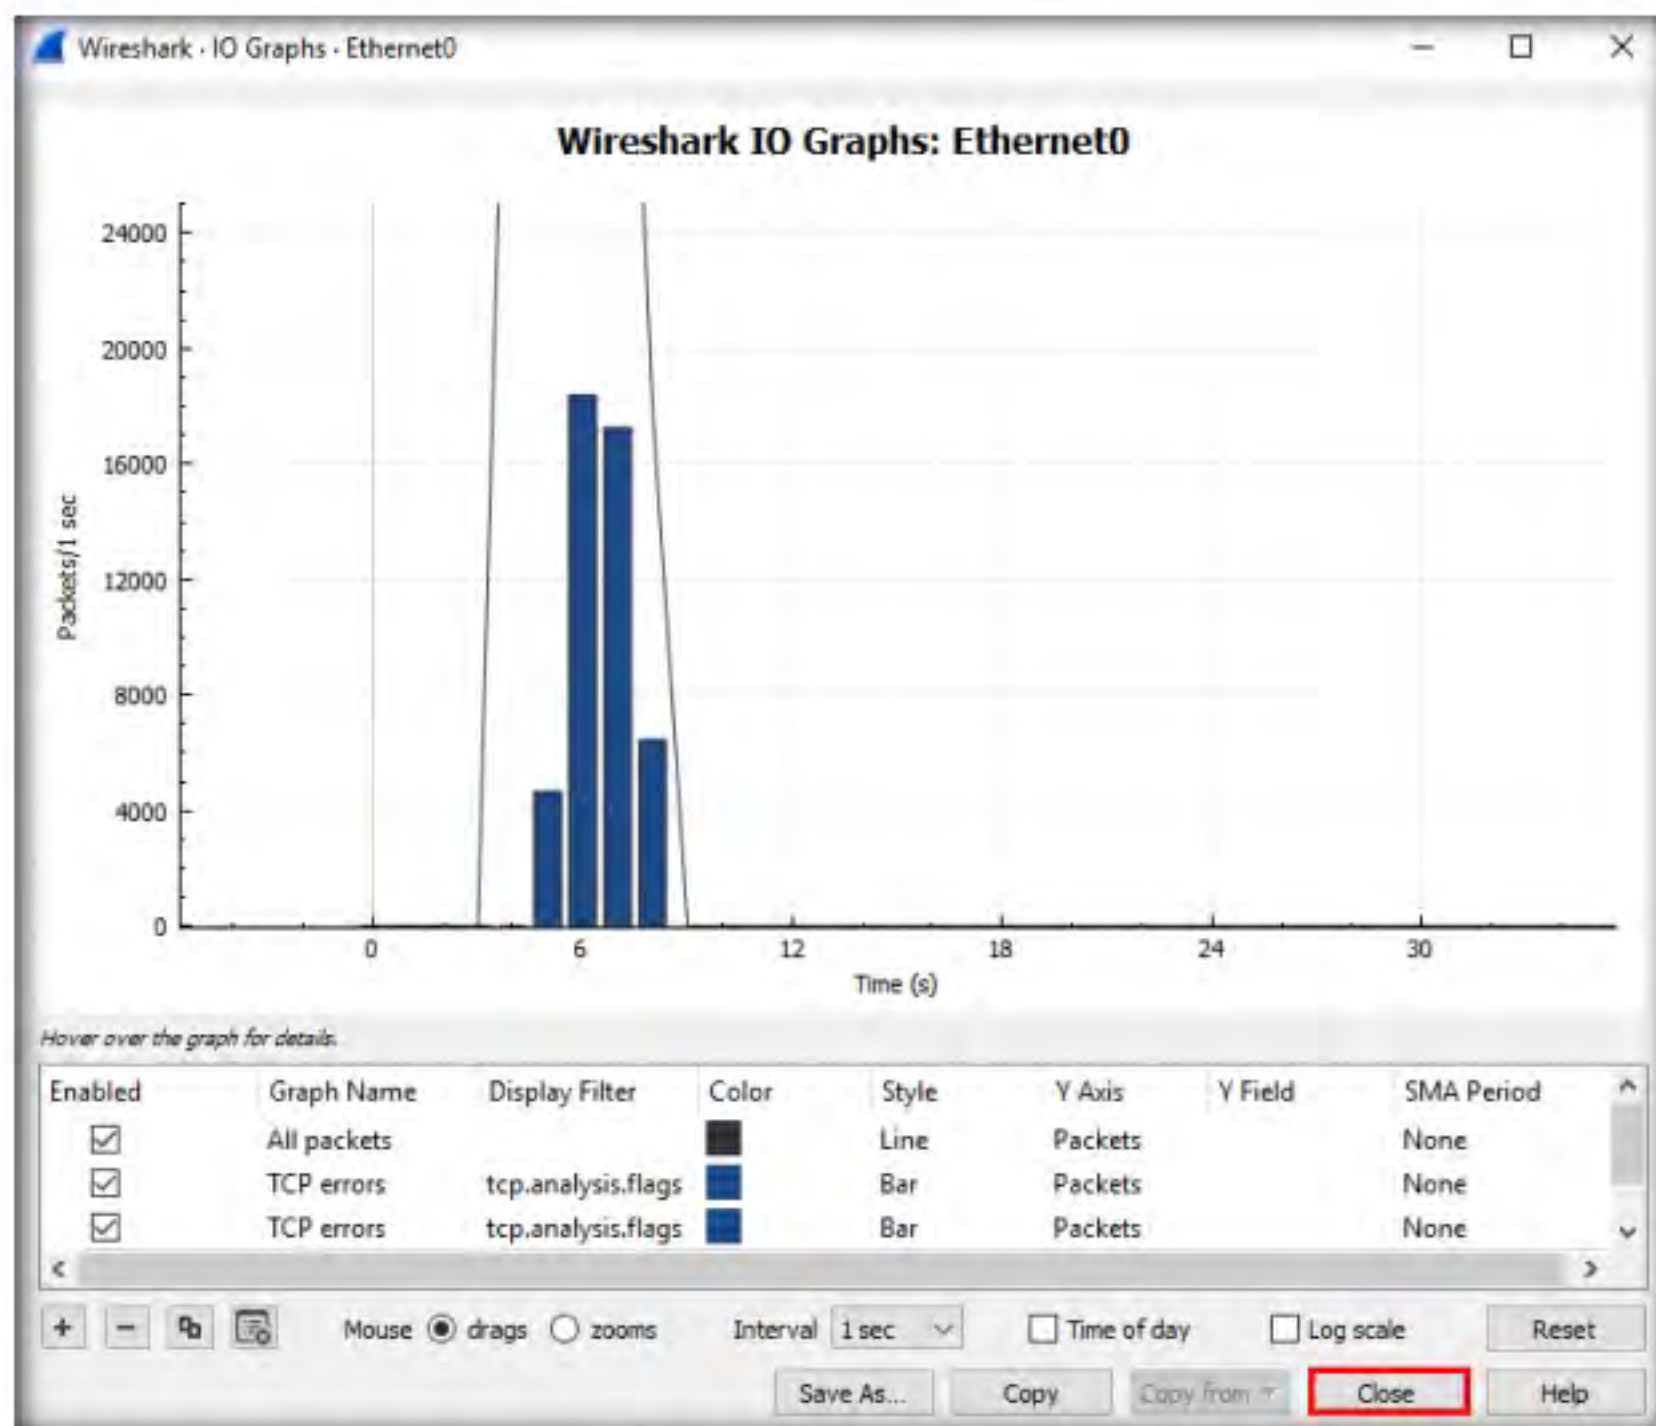 Wireshark · IO Graphs · Ethernet0
Wireshark IO Graphs: Ethernet0
24000
20000
16000
12000
8000
4000
0
Packets/1 sec
0 6 12 18 24 30
Time (s)
Hover over the graph for details.
Enabled Graph Name Display Filter Color Style Y Axis Y Field SMA Period
All packets Line Packets None
TCP errors tcp.analysis.flags Bar Packets None
TCP errors tcp.analysis.flags Bar Packets None
Mouse drags zooms Interval 1 sec Time of day Log scale Reset
Save As... Copy Copy from Close Help